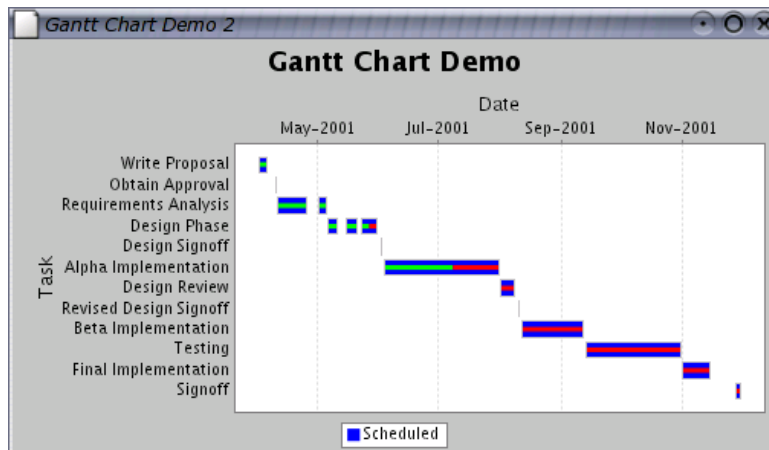 Gantt Chart Demo 2
Gantt Chart Demo
Date
May-2001 Jul-2001 Sep-2001 Nov-2001
Task
Write Proposal
Obtain Approval
Requirements Analysis
Design Phase
Design Signoff
Alpha Implementation
Design Review
Revised Design Signoff
Beta Implementation
Testing
Final Implementation
Signoff
Scheduled